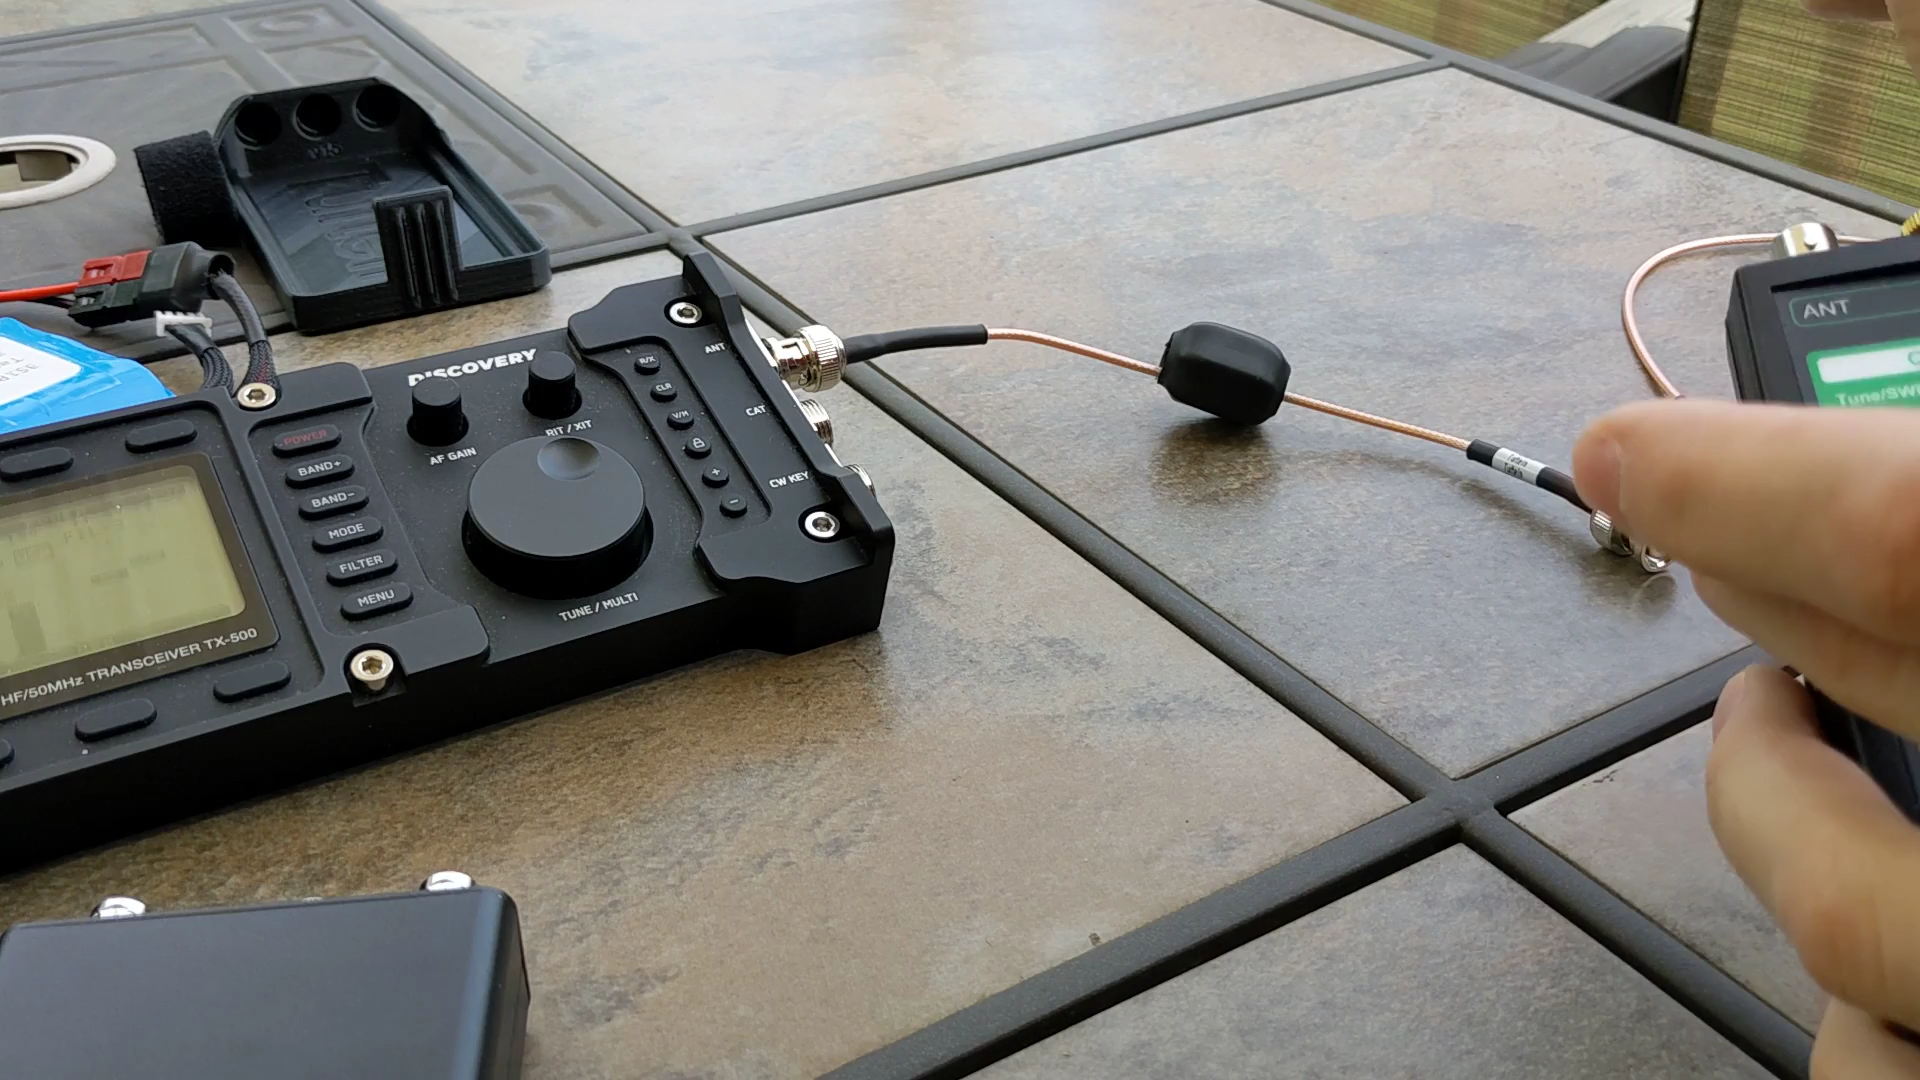 DISCOVERY
AF GAIN
RIT / XIT
TUNE / MULTI
POWER
BAND+
BAND-
MODE
FILTER
MENU
R/X
CLR
V/M
+
-
ANT
CAT
CW KEY
HF/50MHz TRANSCEIVER TX-500
ANT
Tune/SW